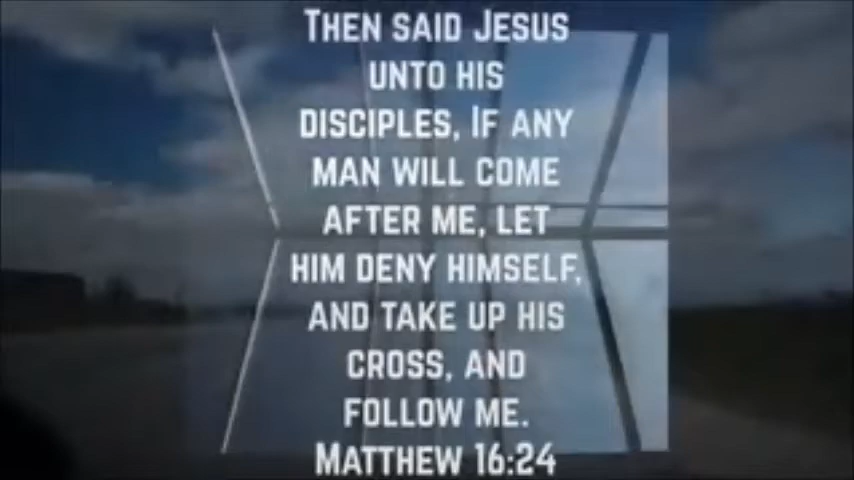 Then said Jesus
unto his
disciples, If any
man will come
after me, let
him deny himself,
and take up his
cross, and
follow me.
Matthew 16:24